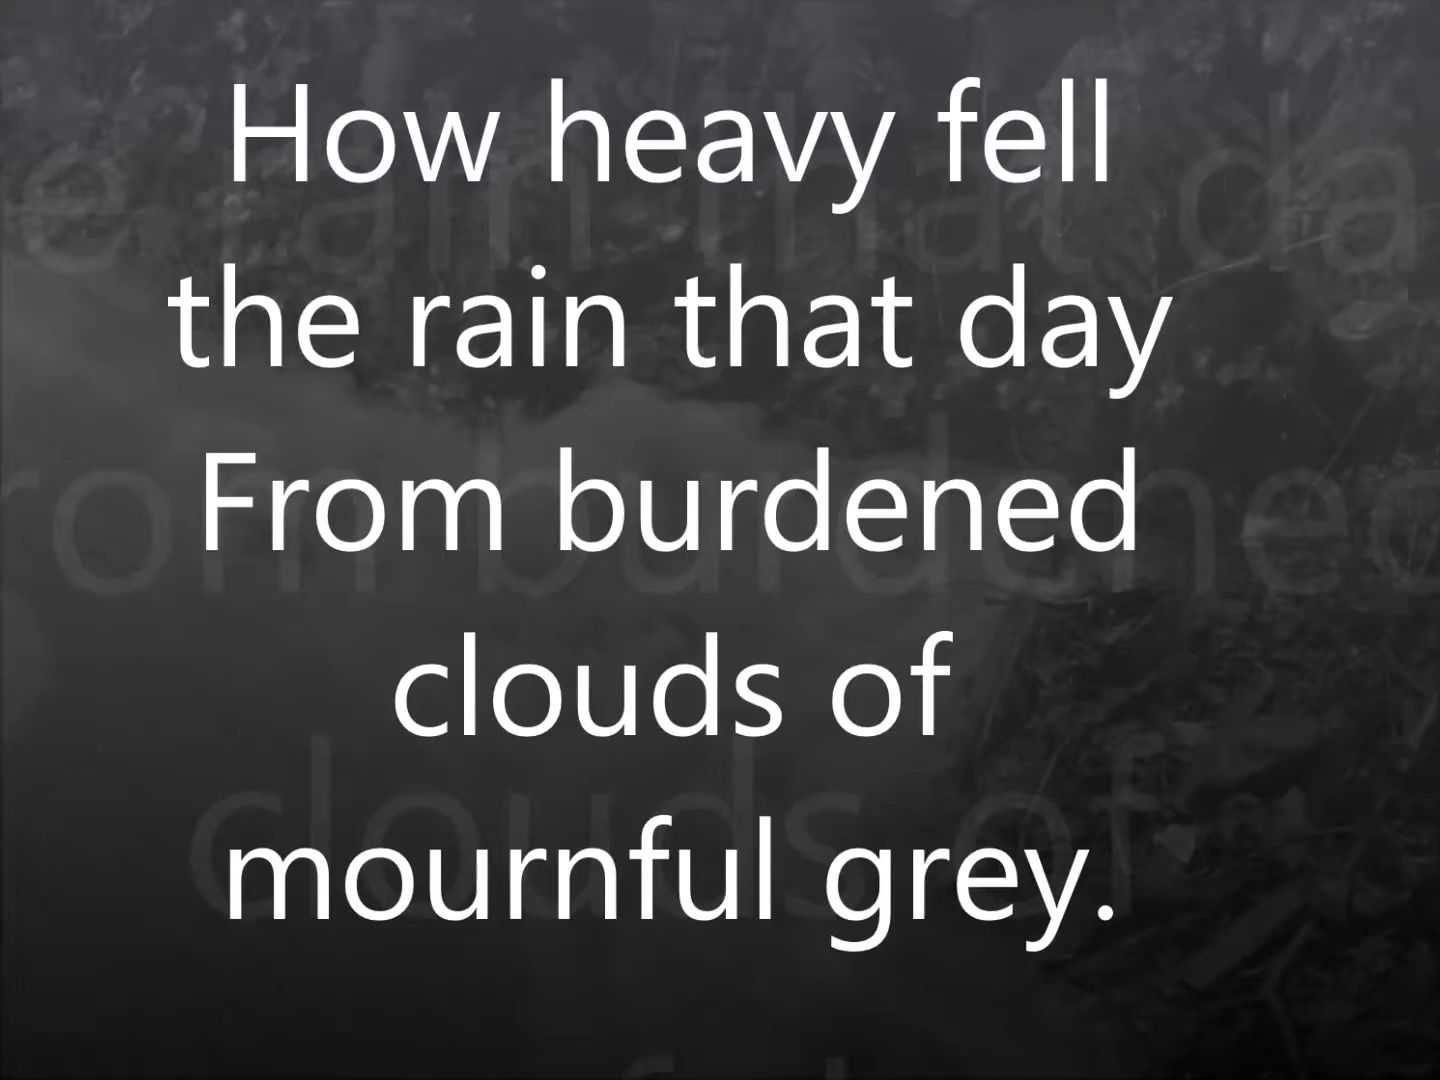 How heavy fell
the rain that day
From burdened
clouds of
mournful grey.